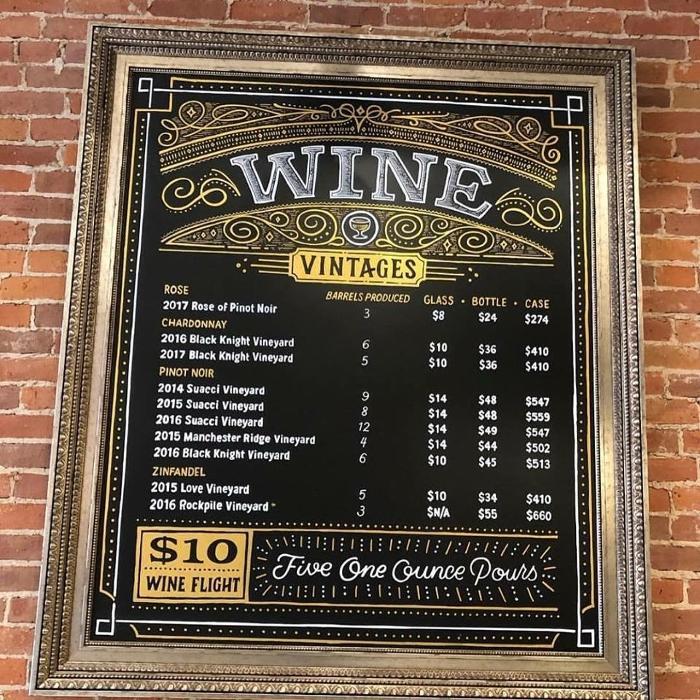 WINE
VINTAGES
ROSE BARRELS PRODUCED GLASS • BOTTLE • CASE
2017 Rose of Pinot Noir 3 $8 $24 $274
CHARDONNAY
2016 Black Knight Vineyard 6 $10 $36 $410
2017 Black Knight Vineyard 5 $10 $36 $410
PINOT NOIR
2014 Suacci Vineyard 9 $14 $48 $547
2015 Suacci Vineyard 8 $14 $48 $559
2016 Suacci Vineyard 12 $14 $49 $547
2015 Manchester Ridge Vineyard 4 $14 $44 $502
2016 Black Knight Vineyard 6 $10 $45 $513
ZINFANDEL
2015 Love Vineyard 5 $10 $34 $410
2016 Rockpile Vineyard* 3 $N/A $55 $660
$10
WINE FLIGHT
Five One Ounce Pours